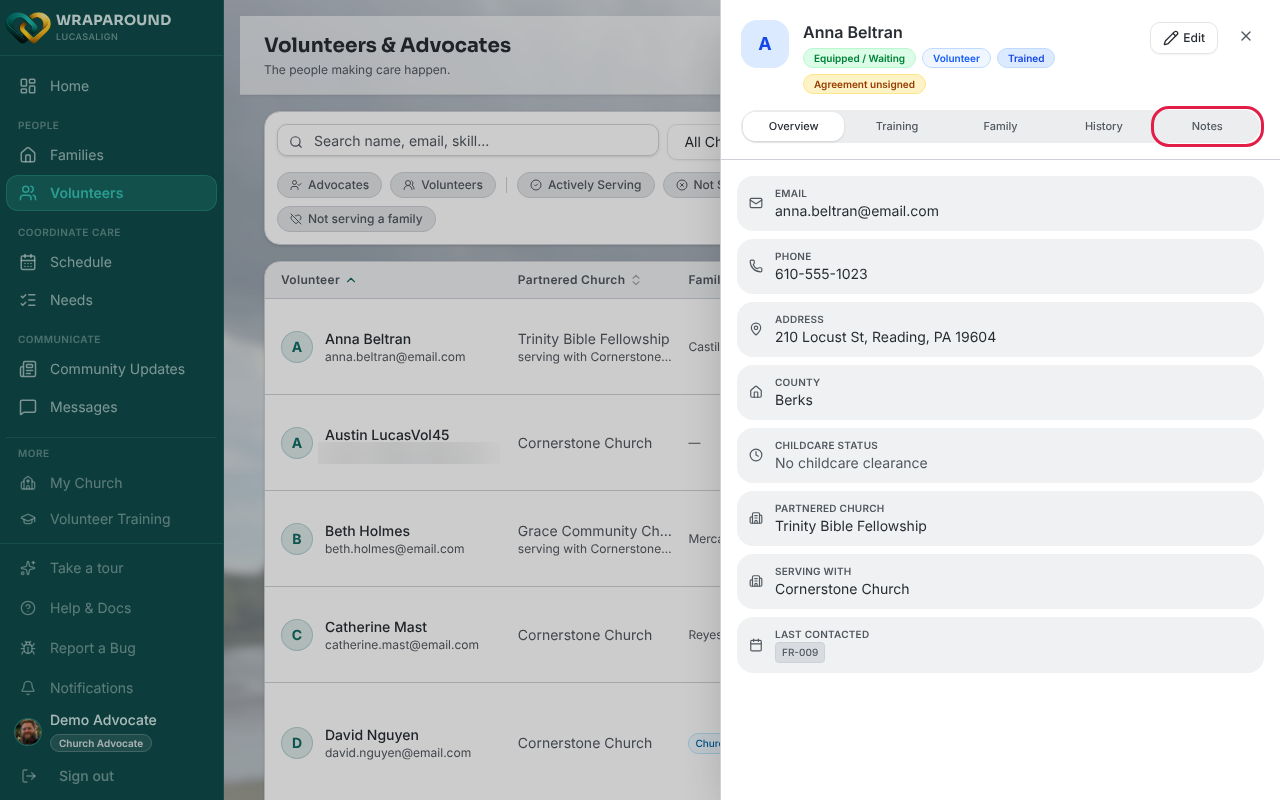 WRAPAROUND
LUCASALIGN
Home
PEOPLE
Families
Volunteers
COORDINATE CARE
Schedule
Needs
COMMUNICATE
Community Updates
Messages
MORE
My Church
Volunteer Training
Take a tour
Help & Docs
Report a Bug
Notifications
Demo Advocate
Church Advocate
Sign out
Volunteers & Advocates
The people making care happen.
Search name, email, skill...
All Ch
Advocates
Volunteers
Actively Serving
Not S
Not serving a family
Volunteer
Partnered Church
Famil
A
Anna Beltran
anna.beltran@email.com
Trinity Bible Fellowship
serving with Cornerstone...
Castil
A
Austin LucasVol45
Cornerstone Church
—
B
Beth Holmes
beth.holmes@email.com
Grace Community Ch...
serving with Cornerstone...
Merca
C
Catherine Mast
catherine.mast@email.com
Cornerstone Church
Reyes
D
David Nguyen
david.nguyen@email.com
Cornerstone Church
Churc
A
Anna Beltran
Equipped / Waiting
Volunteer
Trained
Agreement unsigned
Edit
Overview
Training
Family
History
Notes
EMAIL
anna.beltran@email.com
PHONE
610-555-1023
ADDRESS
210 Locust St, Reading, PA 19604
COUNTY
Berks
CHILDCARE STATUS
No childcare clearance
PARTNERED CHURCH
Trinity Bible Fellowship
SERVING WITH
Cornerstone Church
LAST CONTACTED
FR-009